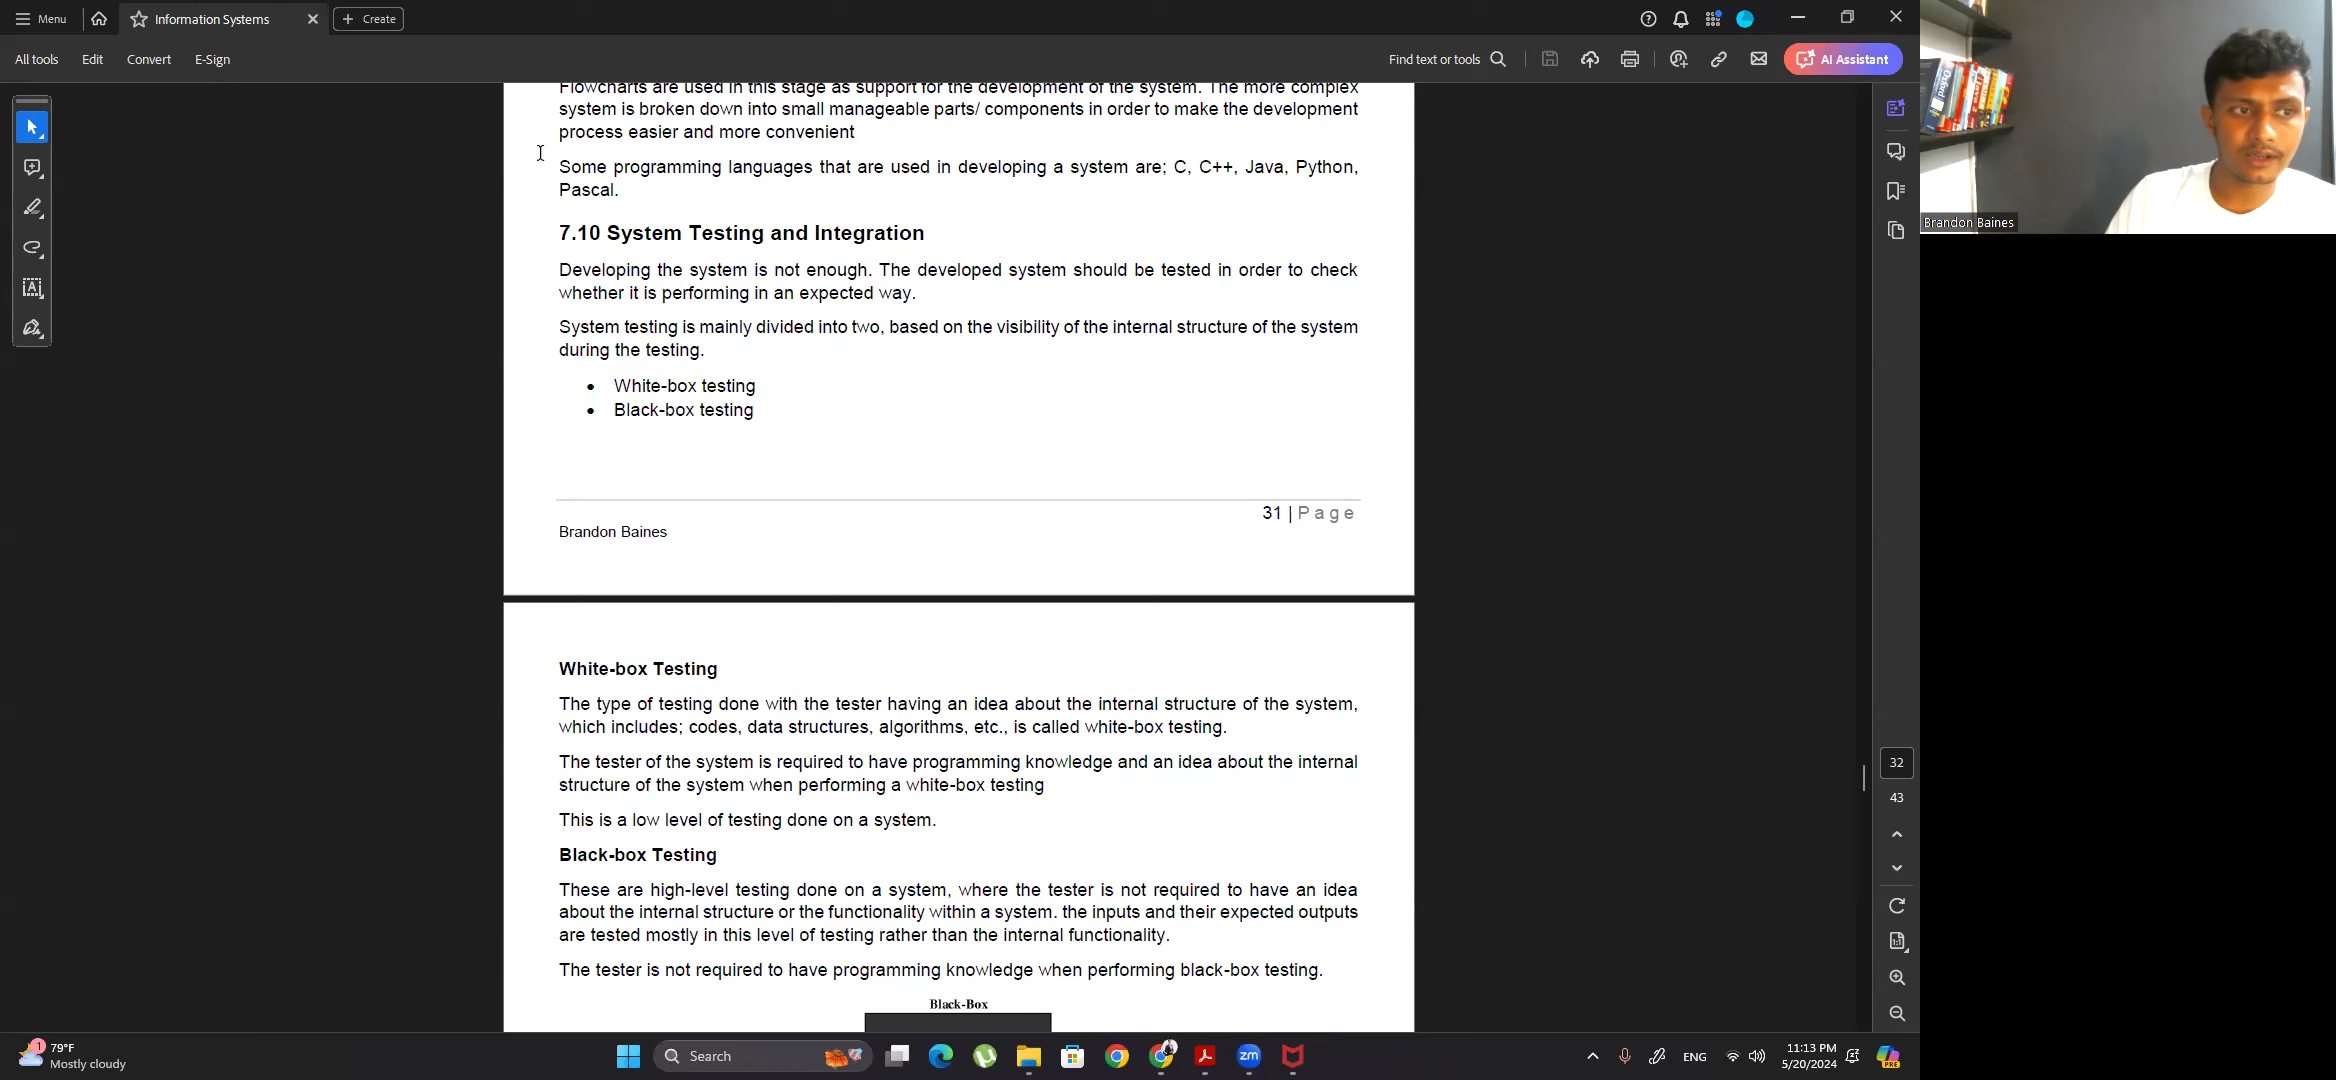 Menu
Information Systems
Create
All tools
Edit
Convert
E-Sign
Find text or tools
AI Assistant
Flowcharts are used in this stage as support for the development of the system. The more complex
system is broken down into small manageable parts/ components in order to make the development
process easier and more convenient
Some programming languages that are used in developing a system are; C, C++, Java, Python,
Pascal.
7.10 System Testing and Integration
Developing the system is not enough. The developed system should be tested in order to check
whether it is performing in an expected way.
System testing is mainly divided into two, based on the visibility of the internal structure of the system
during the testing.
• White-box testing
• Black-box testing
31 | Page
Brandon Baines
White-box Testing
The type of testing done with the tester having an idea about the internal structure of the system,
which includes; codes, data structures, algorithms, etc., is called white-box testing.
The tester of the system is required to have programming knowledge and an idea about the internal
structure of the system when performing a white-box testing
This is a low level of testing done on a system.
Black-box Testing
These are high-level testing done on a system, where the tester is not required to have an idea
about the internal structure or the functionality within a system. the inputs and their expected outputs
are tested mostly in this level of testing rather than the internal functionality.
The tester is not required to have programming knowledge when performing black-box testing.
Black-Box
32
43
Brandon Baines
1
79°F
Mostly cloudy
Search
zm
ENG
11:13 PM
5/20/2024
PRE